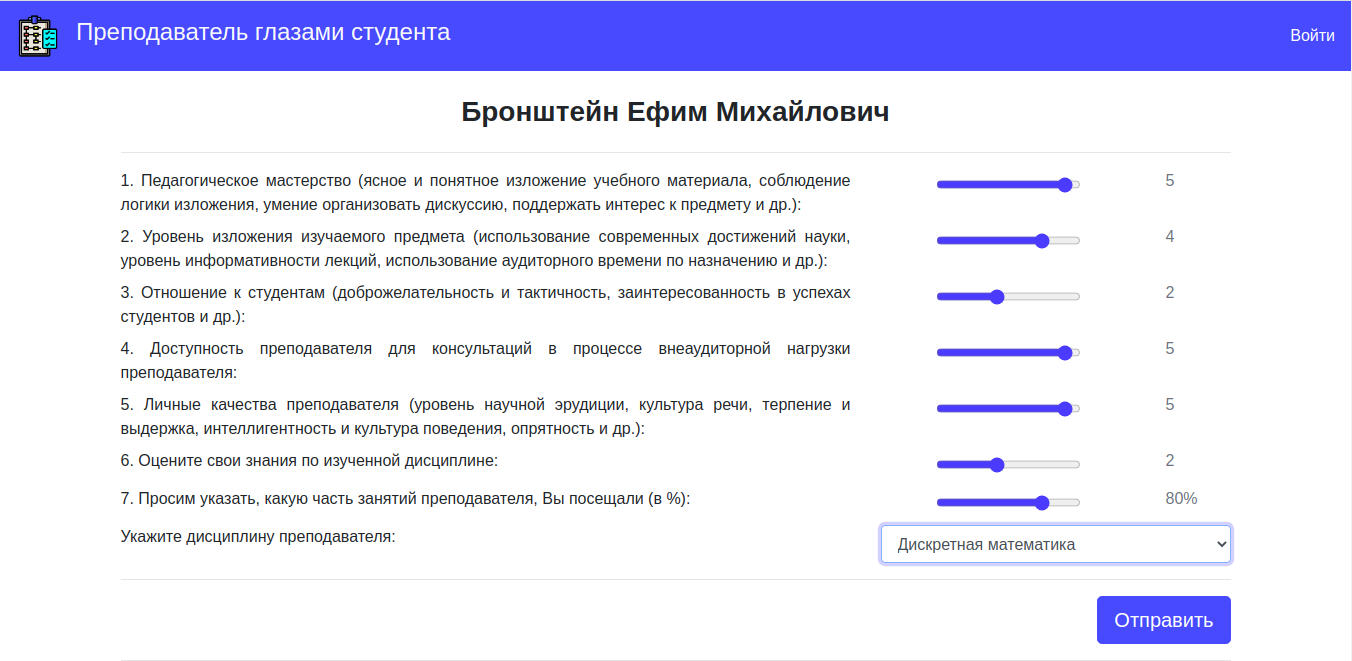 Преподаватель глазами студента
Войти
Бронштейн Ефим Михайлович
1. Педагогическое мастерство (ясное и понятное изложение учебного материала, соблюдение
логики изложения, умение организовать дискуссию, поддержать интерес к предмету и др.):
5
2. Уровень изложения изучаемого предмета (использование современных достижений науки,
уровень информативности лекций, использование аудиторного времени по назначению и др.):
4
3. Отношение к студентам (доброжелательность и тактичность, заинтересованность в успехах
студентов и др.):
2
4. Доступность преподавателя для консультаций в процессе внеаудиторной нагрузки
преподавателя:
5
5. Личные качества преподавателя (уровень научной эрудиции, культура речи, терпение и
выдержка, интеллигентность и культура поведения, опрятность и др.):
5
6. Оцените свои знания по изученной дисциплине:
2
7. Просим указать, какую часть занятий преподавателя, Вы посещали (в %):
80%
Укажите дисциплину преподавателя:
Дискретная математика
Отправить